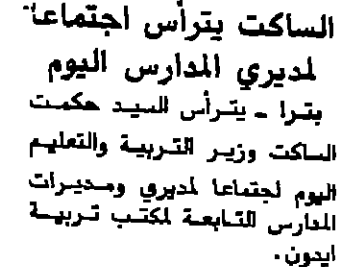 الساكت يترأس اجتماعا
لمديري المدارس اليوم
بترا ـ يترأس السيد حكمت
الساكت وزير التربية والتعليم
اليوم اجتماعا لمديري ومديرات
المدارس التابعة لمكتب تربية
ايدون .